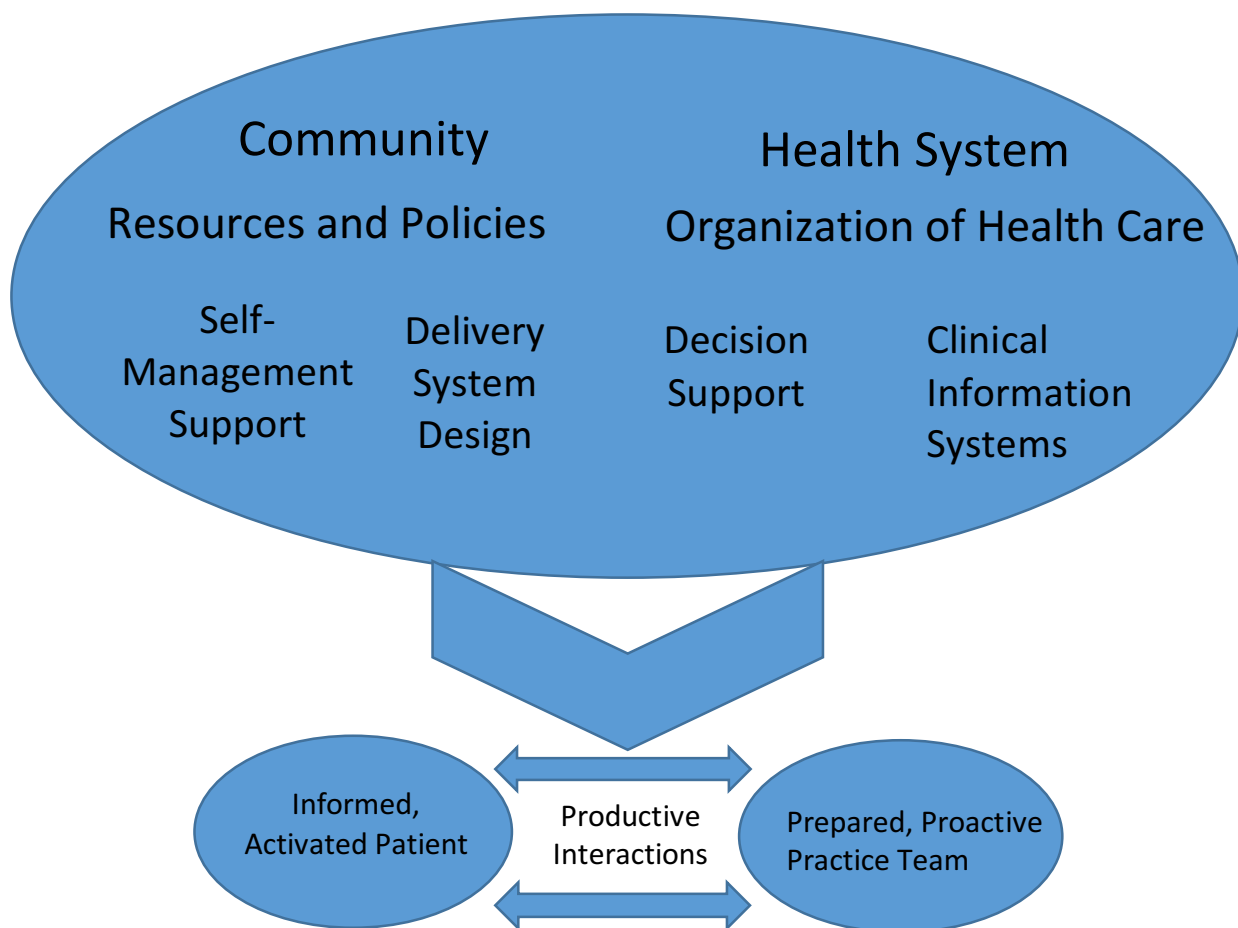 Community
Health System
Resources and Policies
Organization of Health Care
Self-
Management
Support
Delivery
System
Design
Decision
Support
Clinical
Information
Systems
Informed,
Activated Patient
Productive
Interactions
Prepared, Proactive
Practice Team